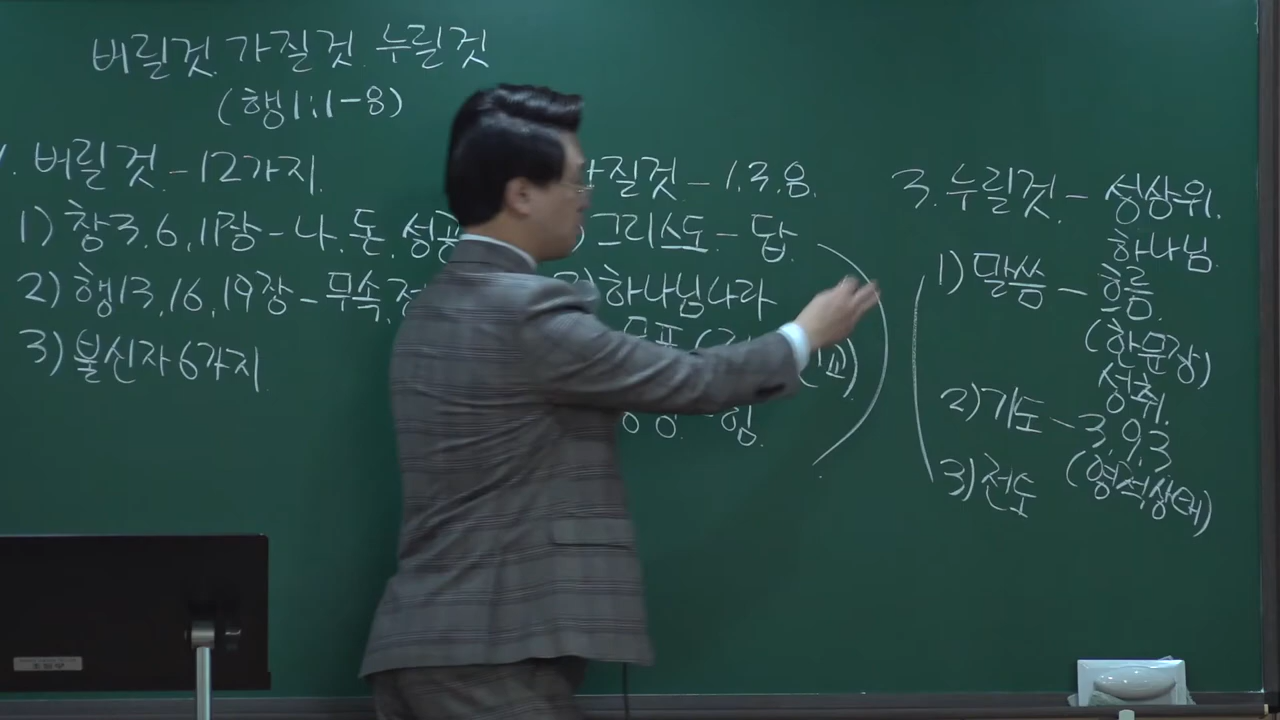 버릴것. 가질것. 누릴것
(행1:1-8)
1. 버릴것. - 12가지.
1) 창3.6.11장 - 나. 돈. 성공
2) 행13,16,19장 - 무속.
3) 불신자 6가지.
가질것 - 1.3.8.
그리스도 - 답.
하나님나라
힘.
3. 누릴것 - 성삼위.
하나님.
1) 말씀 - 흐름
(한문장)
성취.
2) 기도 - 3,9,3
3) 전도 (영적상태)